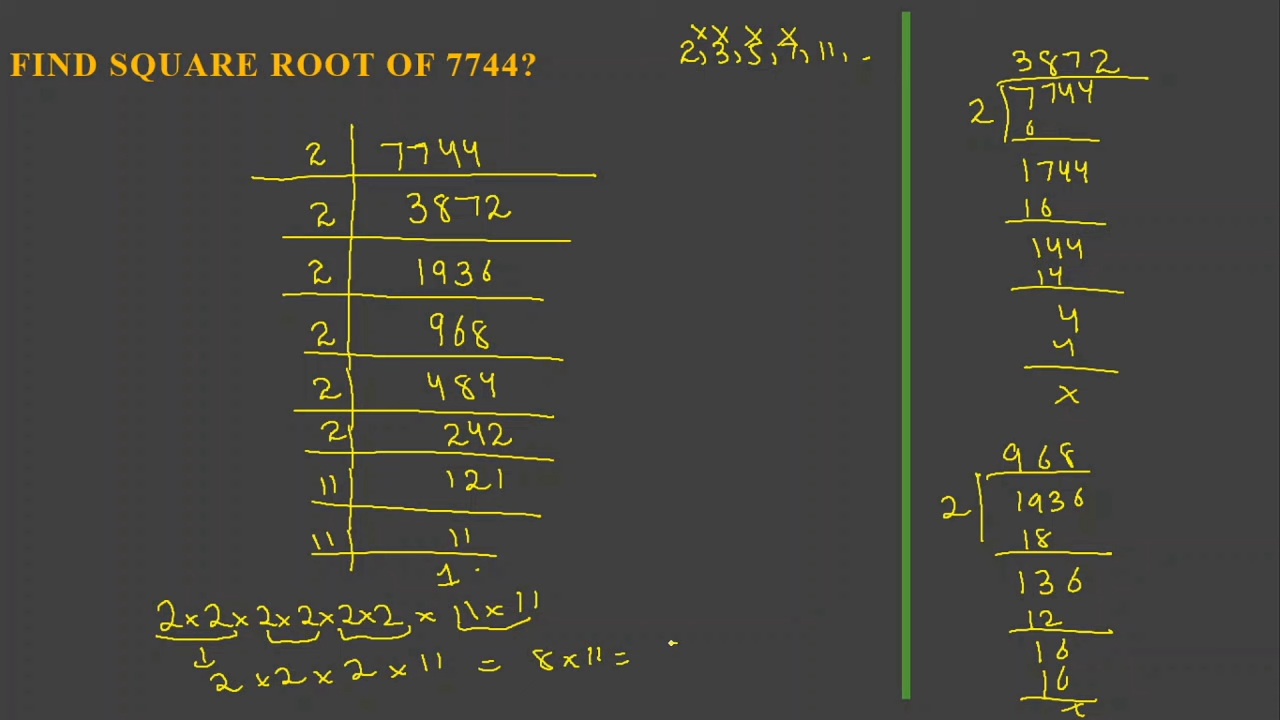 FIND SQUARE ROOT OF 7744?
2, 3, 5, 7, 11, .
x x x x
2 | 7744
2 | 3872
2 | 1936
2 | 968
2 | 484
2 | 242
11 | 121
11 | 11
1
2×2×2×2×2×2×11×11
2×2×2×11 = 8×11 =
3872
2 7744
6
1744
16
144
14
4
4
x
968
2 1936
18
136
12
16
16
x